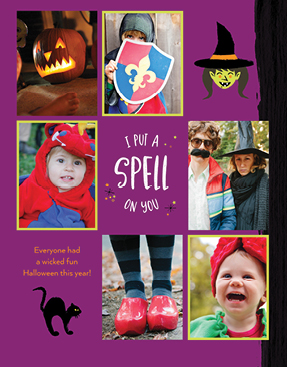 I PUT A
SPELL
ON YOU
Everyone had
a wicked fun
Halloween this year!